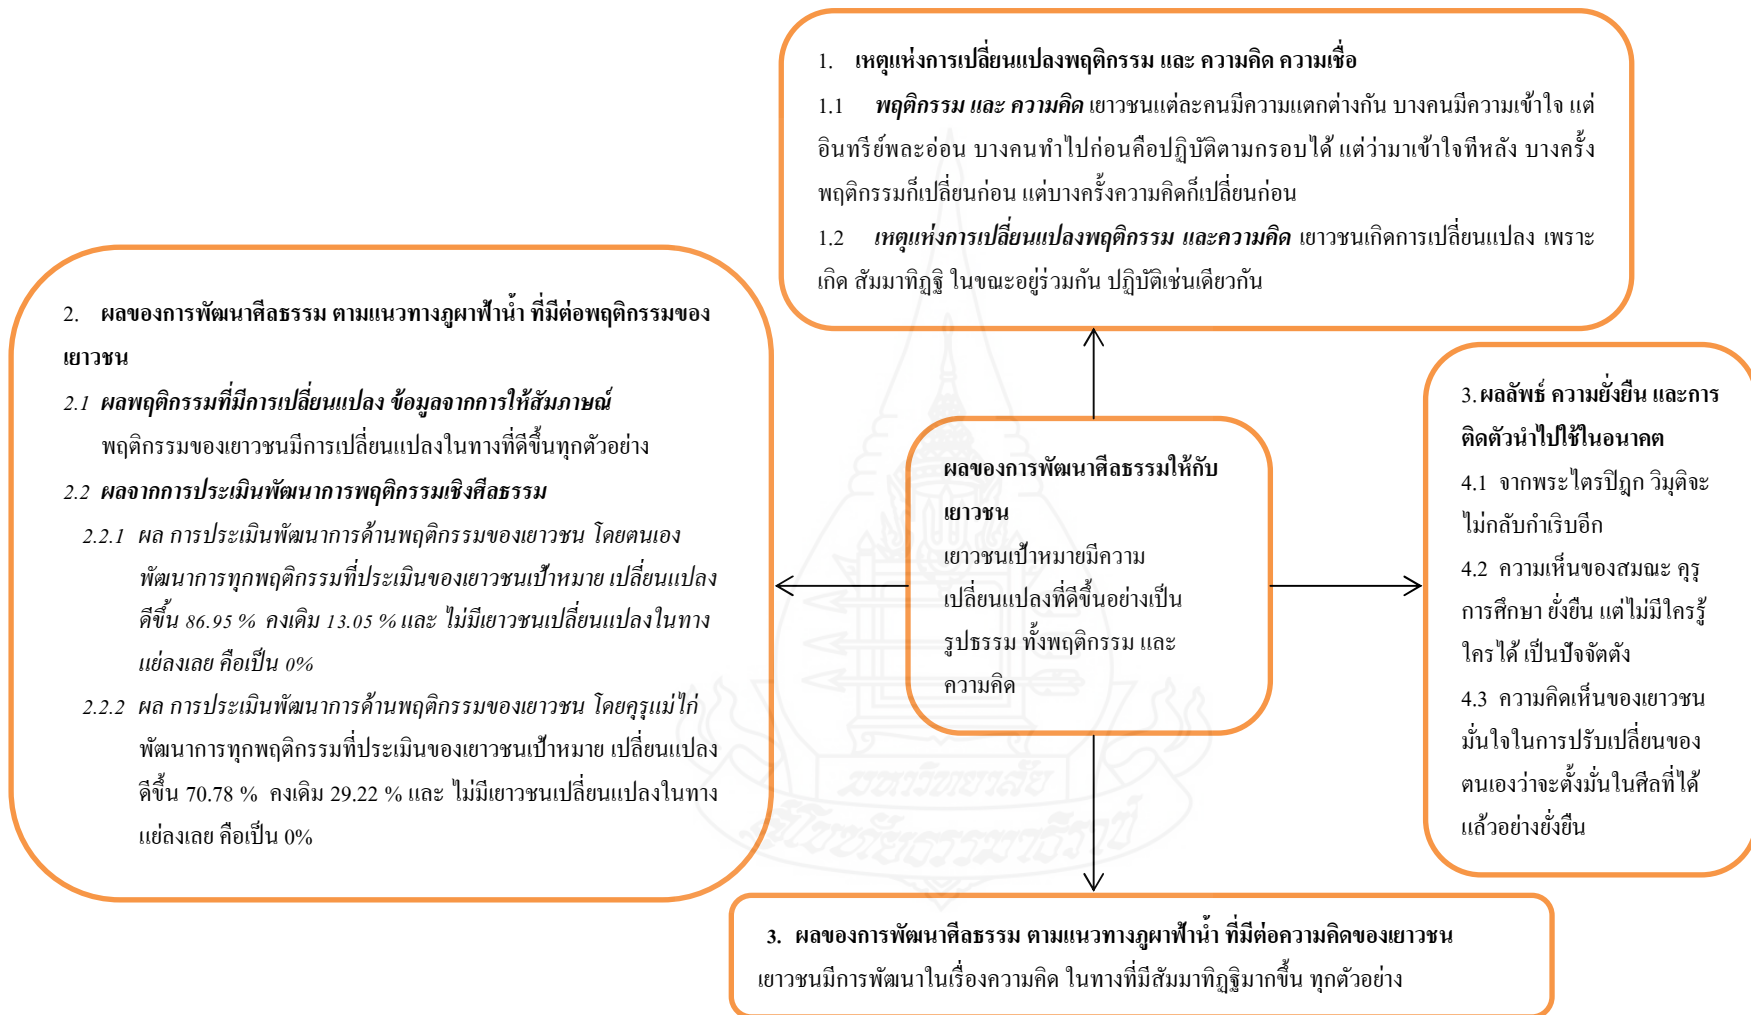 1. เหตุแห่งการเปลี่ยนแปลงพฤติกรรม และ ความคิด ความเชื่อ
1.1 พฤติกรรม และ ความคิด เยาวชนแต่ละคนมีความแตกต่างกัน บางคนมีความเข้าใจ แต่
อินทรีย์พละอ่อน บางคนทำไปก่อนคือปฏิบัติตามกรอบได้ แต่ว่ามาเข้าใจทีหลัง บางครั้ง
พฤติกรรมก็เปลี่ยนก่อน แต่บางครั้งความคิดก็เปลี่ยนก่อน
1.2 เหตุแห่งการเปลี่ยนแปลงพฤติกรรม และความคิด เยาวชนเกิดการเปลี่ยนแปลง เพราะ
เกิด สัมมาทิฏฐิ ในขณะอยู่ร่วมกัน ปฏิบัติเช่นเดียวกัน
2. ผลของการพัฒนาศีลธรรม ตามแนวทางภูผาฟ้าน้ำ ที่มีต่อพฤติกรรมของ
เยาวชน
2.1 ผลพฤติกรรมที่มีการเปลี่ยนแปลง ข้อมูลจากการให้สัมภาษณ์
พฤติกรรมของเยาวชนมีการเปลี่ยนแปลงในทางที่ดีขึ้นทุกตัวอย่าง
2.2 ผลจากการประเมินพัฒนาการพฤติกรรมเชิงศีลธรรม
2.2.1 ผล การประเมินพัฒนาการด้านพฤติกรรมของเยาวชน โดยตนเอง
พัฒนาการทุกพฤติกรรมที่ประเมินของเยาวชนเป้าหมาย เปลี่ยนแปลง
ดีขึ้น 86.95 % คงเดิม 13.05 % และ ไม่มีเยาวชนเปลี่ยนแปลงในทาง
แย่ลงเลย คือเป็น 0%
2.2.2 ผล การประเมินพัฒนาการด้านพฤติกรรมของเยาวชน โดยคุรุแม่ไก่
พัฒนาการทุกพฤติกรรมที่ประเมินของเยาวชนเป้าหมาย เปลี่ยนแปลง
ดีขึ้น 70.78 % คงเดิม 29.22 % และ ไม่มีเยาวชนเปลี่ยนแปลงในทาง
แย่ลงเลย คือเป็น 0%
ผลของการพัฒนาศีลธรรมให้กับ
เยาวชน
เยาวชนเป้าหมายมีความ
เปลี่ยนแปลงที่ดีขึ้นอย่างเป็น
รูปธรรม ทั้งพฤติกรรม และ
ความคิด
3. ผลลัพธ์ ความยั่งยืน และการ
ติดตัวนำไปใช้ในอนาคต
4.1 จากพระไตรปิฎก วิมุติจะ
ไม่กลับกำเริบอีก
4.2 ความเห็นของสมณะ คุรุ
การศึกษา ยั่งยืน แต่ไม่มีใครรู้
ใครได้ เป็นปัจจัตตัง
4.3 ความคิดเห็นของเยาวชน
มั่นใจในการปรับเปลี่ยนของ
ตนเองว่าจะตั้งมั่นในศีลที่ได้
แล้วอย่างยั่งยืน
3. ผลของการพัฒนาศีลธรรม ตามแนวทางภูผาฟ้าน้ำ ที่มีต่อความคิดของเยาวชน
เยาวชนมีการพัฒนาในเรื่องความคิด ในทางที่มีสัมมาทิฏฐิมากขึ้น ทุกตัวอย่าง
มหาวิทยาลัย
สุโขทัยธรรมาธิราช